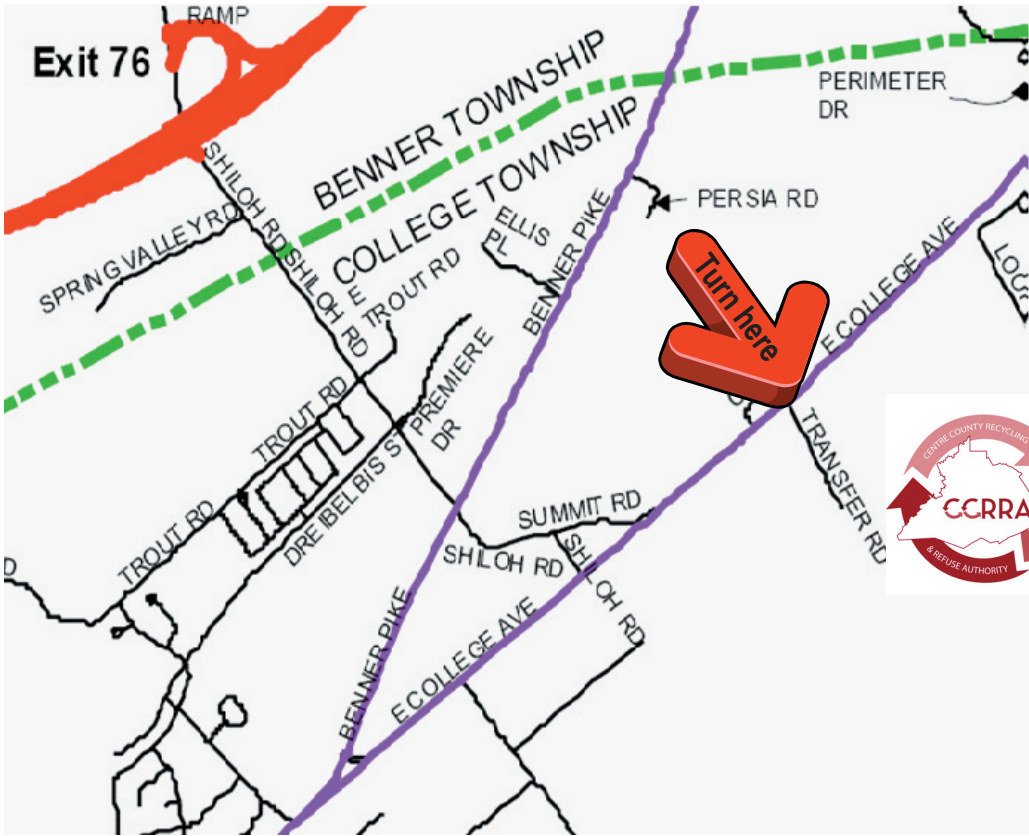 RAMP
Exit 76
BENNER TOWNSHIP
COLLEGE TOWNSHIP
PERIMETER
DR
SHILOH RD
SHILOH RD
SPRING VALLEY RD
PERSIA RD
ELLIS
PL
BENNER PIKE
E
TROUT RD
Turn here
E COLLEGE AVE
PREMIERE
DR
TROUT RD
DREIBELBIS ST
TRANSFER RD
CENTRE COUNTY RECYCLING
CCRRA
& REFUSE AUTHORITY
SUMMIT RD
SHILOH RD
SHILOH RD
TROUT RD
BENNER PIKE
E COLLEGE AVE
D